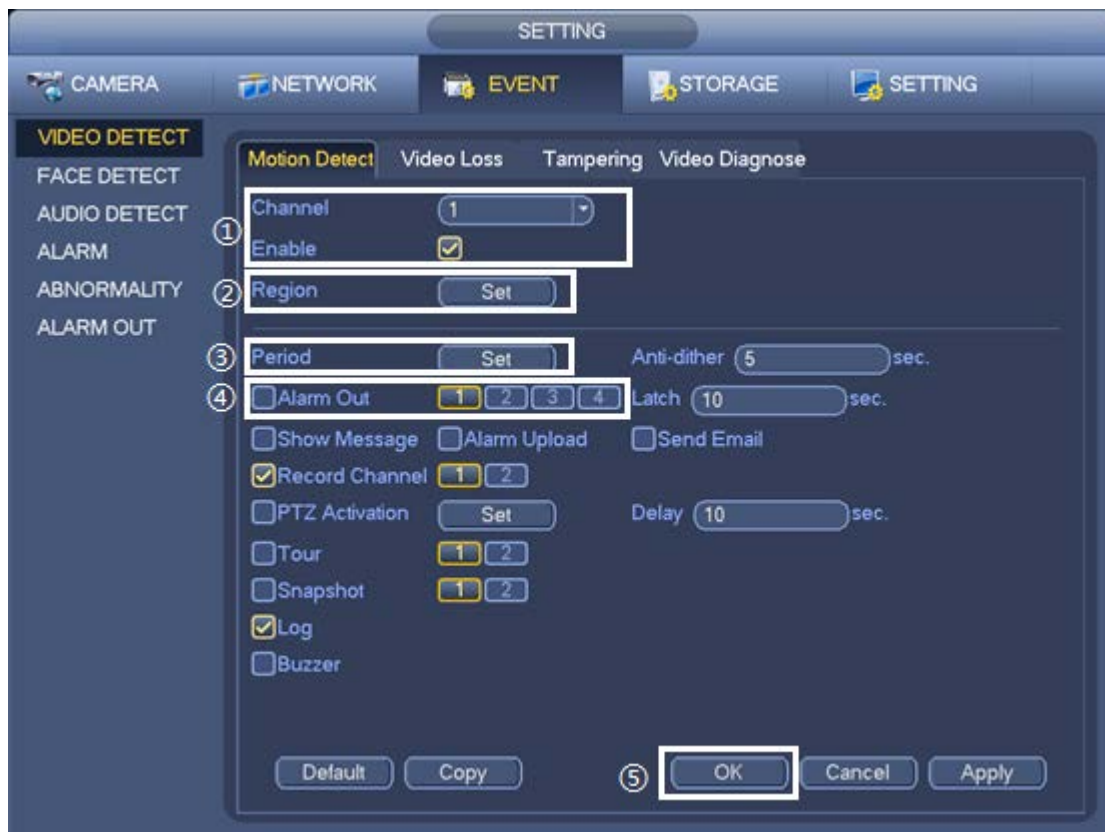 SETTING
CAMERA NETWORK EVENT STORAGE SETTING
VIDEO DETECT
FACE DETECT
AUDIO DETECT
ALARM
ABNORMALITY
ALARM OUT
Motion Detect Video Loss Tampering Video Diagnose
① Channel 1
Enable
② Region Set
③ Period Set Anti-dither 5 sec.
④ Alarm Out 1 2 3 4 Latch 10 sec.
Show Message Alarm Upload Send Email
Record Channel 1 2
PTZ Activation Set Delay 10 sec.
Tour 1 2
Snapshot 1 2
Log
Buzzer
Default Copy ⑤ OK Cancel Apply